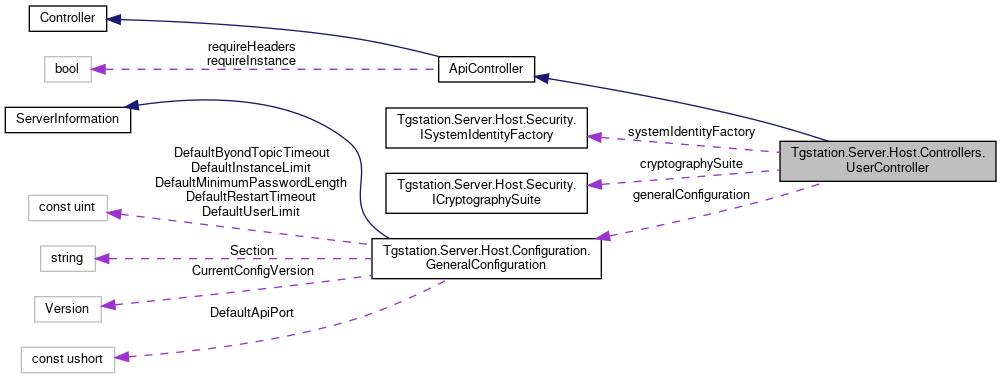 Controller
requireHeaders
requireInstance
bool
ApiController
ServerInformation
Tgstation.Server.Host.Security.
ISystemIdentityFactory
systemIdentityFactory
Tgstation.Server.Host.Controllers.
UserController
DefaultByondTopicTimeout
DefaultInstanceLimit
DefaultMinimumPasswordLength
DefaultRestartTimeout
DefaultUserLimit
cryptographySuite
Tgstation.Server.Host.Security.
ICryptographySuite
generalConfiguration
const uint
Tgstation.Server.Host.Configuration.
GeneralConfiguration
Section
string
CurrentConfigVersion
Version
DefaultApiPort
const ushort